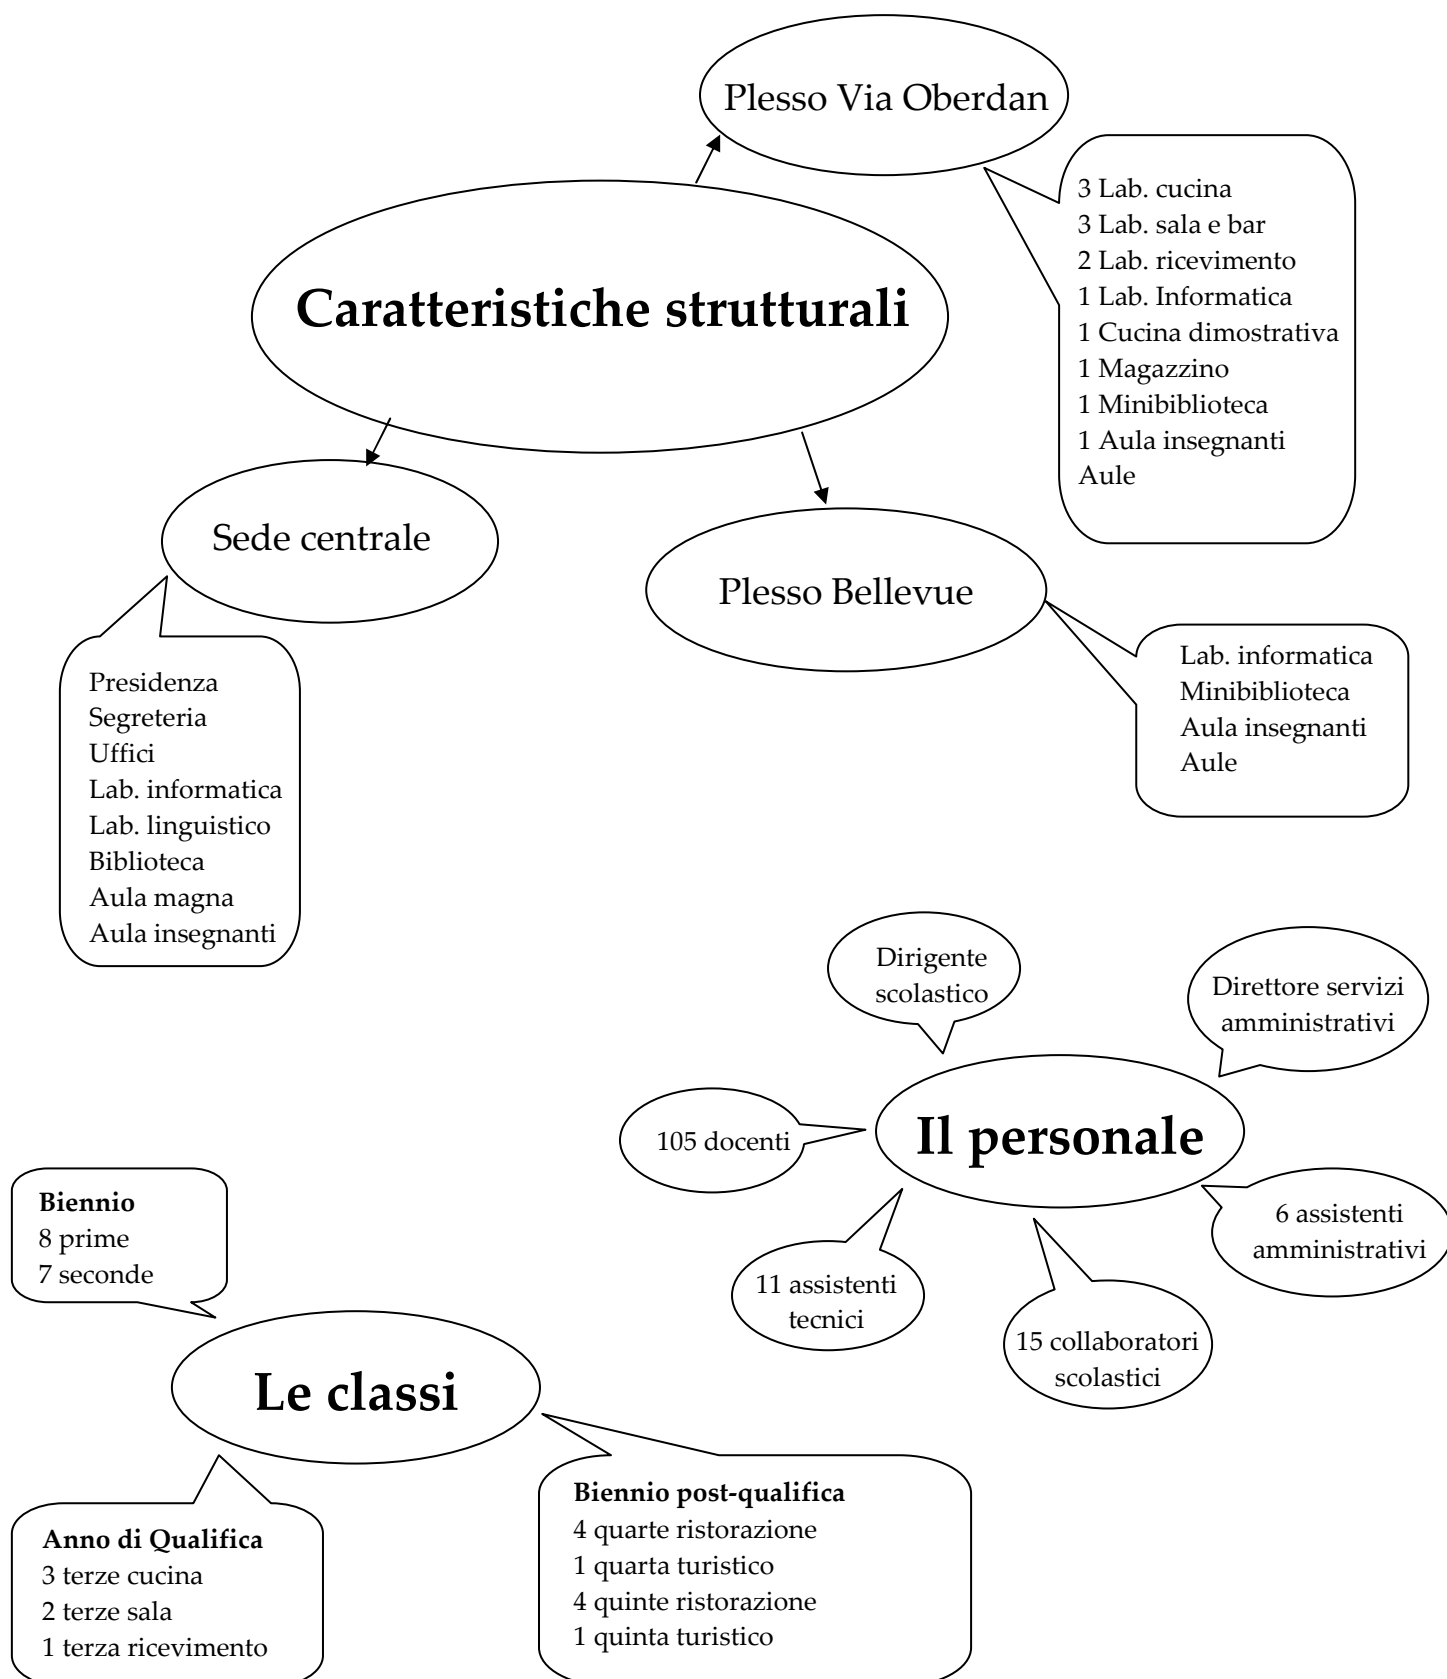 Plesso Via Oberdan
3 Lab. cucina
3 Lab. sala e bar
2 Lab. ricevimento
1 Lab. Informatica
1 Cucina dimostrativa
1 Magazzino
1 Minibiblioteca
1 Aula insegnanti
Aule
Caratteristiche strutturali
Sede centrale
Presidenza
Segreteria
Uffici
Lab. informatica
Lab. linguistico
Biblioteca
Aula magna
Aula insegnanti
Plesso Bellevue
Lab. informatica
Minibiblioteca
Aula insegnanti
Aule
Dirigente
scolastico
Direttore servizi
amministrativi
Il personale
105 docenti
6 assistenti
amministrativi
11 assistenti
tecnici
15 collaboratori
scolastici
Biennio
8 prime
7 seconde
Le classi
Anno di Qualifica
3 terze cucina
2 terze sala
1 terza ricevimento
Biennio post-qualifica
4 quarte ristorazione
1 quarta turistico
4 quinte ristorazione
1 quinta turistico